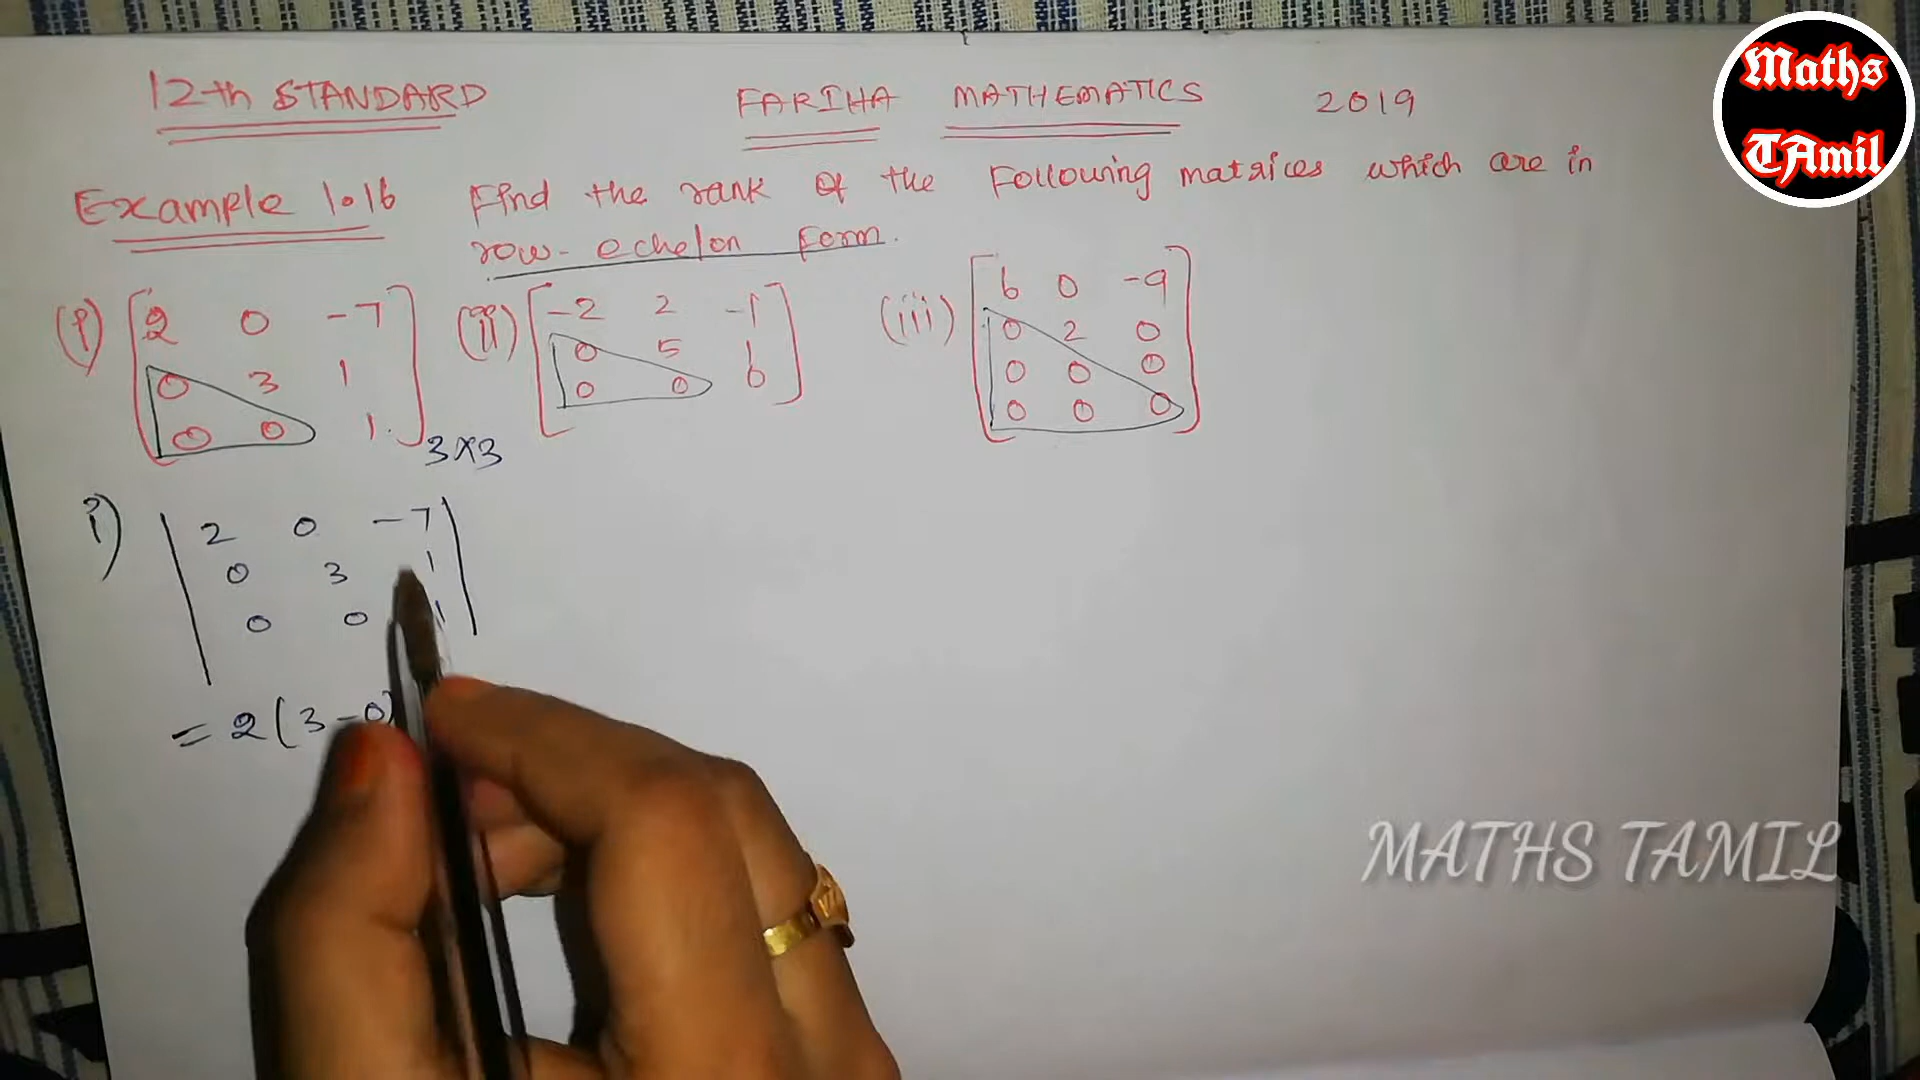 Maths
TAmil
12th STANDARD FARIHA MATHEMATICS 2019
Example 1.16 Find the rank of the Following matrices which are in
row-echelon form.
(i) [2 0 -7
0 3 1
0 0 1.] 3×3
(ii) [-2 2 -1
0 5 1
0 0 6]
(iii) [6 0 -9
0 2 0
0 0 0
0 0 0]
i) |2 0 -7
0 3 1
0 0 1|
= 2(3-0)
MATHS TAMIL